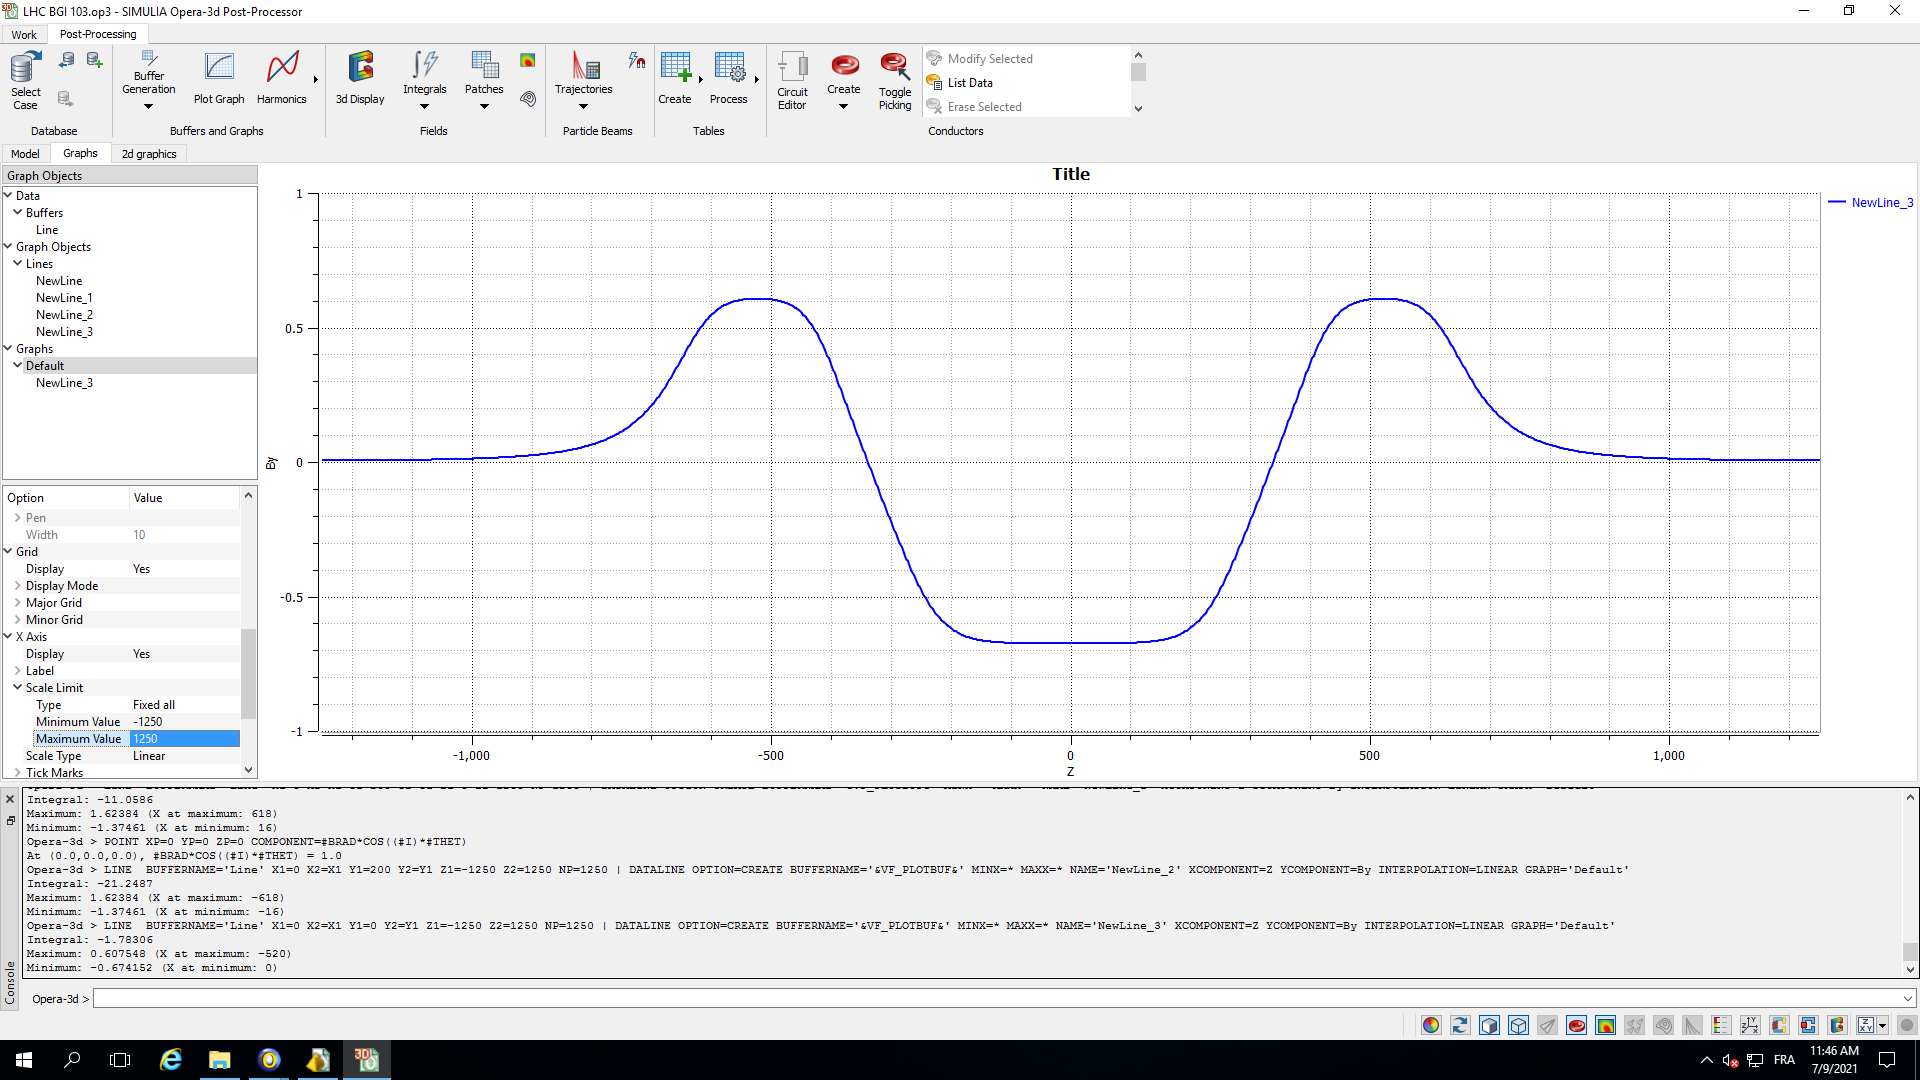 LHC BGI 103.op3 - SIMULIA Opera-3d Post-Processor
Work Post-Processing
Select Case
Buffer Generation
Plot Graph
Harmonics
3d Display
Integrals
Patches
Trajectories
Create
Process
Circuit Editor
Create
Toggle Picking
Modify Selected
List Data
Erase Selected
Database
Buffers and Graphs
Fields
Particle Beams
Tables
Conductors
Model Graphs 2d graphics
Graph Objects
Data
Buffers
Line
Graph Objects
Lines
NewLine
NewLine_1
NewLine_2
NewLine_3
Graphs
Default
NewLine_3
Option Value
Pen
Width 10
Grid
Display Yes
Display Mode
Major Grid
Minor Grid
X Axis
Display Yes
Label
Scale Limit
Type Fixed all
Minimum Value -1250
Maximum Value 1250
Scale Type Linear
Tick Marks
Title
NewLine_3
1
0.5
0
-0.5
-1
By
-1,000 -500 0 500 1,000
Z
Integral: -11.0586
Maximum: 1.62384 (X at maximum: 618)
Minimum: -1.37461 (X at minimum: 16)
Opera-3d > POINT XP=0 YP=0 ZP=0 COMPONENT=#BRAD*COS((#I)*#THET)
At (0.0,0.0,0.0), #BRAD*COS((#I)*#THET) = 1.0
Opera-3d > LINE BUFFERNAME='Line' X1=0 X2=X1 Y1=200 Y2=Y1 Z1=-1250 Z2=1250 NP=1250 | DATALINE OPTION=CREATE BUFFERNAME='&VF_PLOTBUF&' MINX=* MAXX=* NAME='NewLine_2' XCOMPONENT=Z YCOMPONENT=By INTERPOLATION=LINEAR GRAPH='Default'
Integral: -21.2487
Maximum: 1.62384 (X at maximum: -618)
Minimum: -1.37461 (X at minimum: -16)
Opera-3d > LINE BUFFERNAME='Line' X1=0 X2=X1 Y1=0 Y2=Y1 Z1=-1250 Z2=1250 NP=1250 | DATALINE OPTION=CREATE BUFFERNAME='&VF_PLOTBUF&' MINX=* MAXX=* NAME='NewLine_3' XCOMPONENT=Z YCOMPONENT=By INTERPOLATION=LINEAR GRAPH='Default'
Integral: -1.78306
Maximum: 0.607548 (X at maximum: -520)
Minimum: -0.674152 (X at minimum: 0)
Console
Opera-3d >
FRA
11:46 AM
7/9/2021